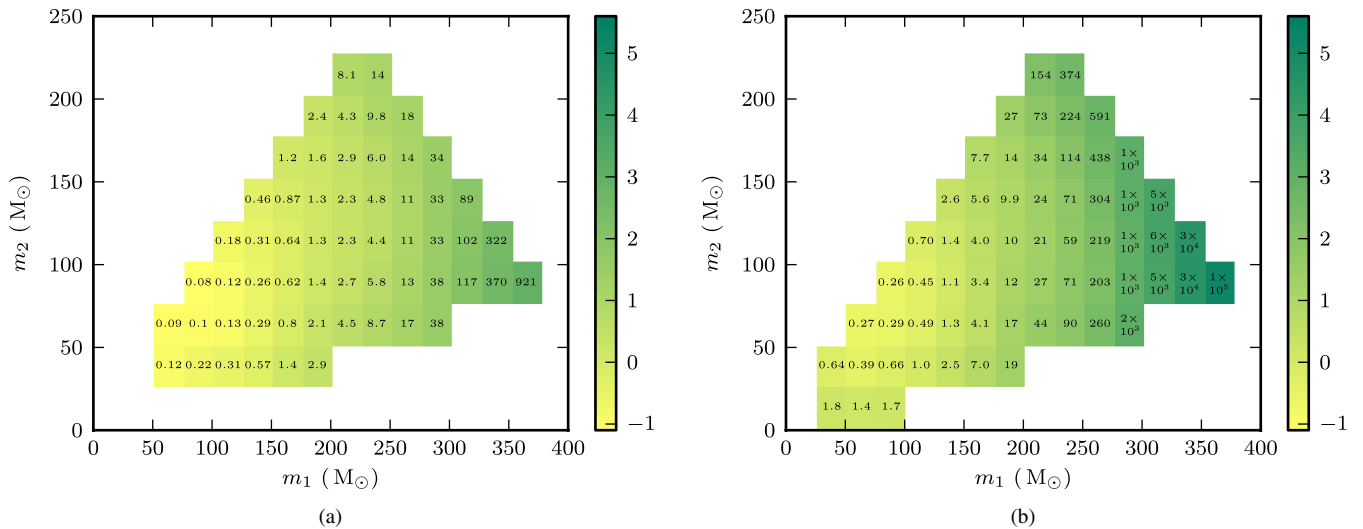 250
200
150
100
50
0
m₂ ( M⊙)
8.1 14
2.4 4.3 9.8 18
1.2 1.6 2.9 6.0 14 34
0.46 0.87 1.3 2.3 4.8 11 33 89
0.18 0.31 0.64 1.3 2.3 4.4 11 33 102 322
0.08 0.12 0.26 0.62 1.4 2.7 5.8 13 38 117 370 921
0.09 0.1 0.13 0.29 0.8 2.1 4.5 8.7 17 38
0.12 0.22 0.31 0.57 1.4 2.9
0 50 100 150 200 250 300 350 400
m₁ ( M⊙)
5
4
3
2
1
0
−1
(a)
250
200
150
100
50
0
m₂ ( M⊙)
154 374
27 73 224 591
7.7 14 34 114 438 1×
10³
2.6 5.6 9.9 24 71 304 1× 5×
10³ 10³
0.70 1.4 4.0 10 21 59 219 1× 6× 3×
10³ 10³ 10⁴
0.26 0.45 1.1 3.4 12 27 71 203 1× 5× 3× 1×
10³ 10³ 10⁴ 10⁵
0.27 0.29 0.49 1.3 4.1 17 44 90 260 2×
10³
0.64 0.39 0.66 1.0 2.5 7.0 19
1.8 1.4 1.7
0 50 100 150 200 250 300 350 400
m₁ ( M⊙)
5
4
3
2
1
0
−1
(b)